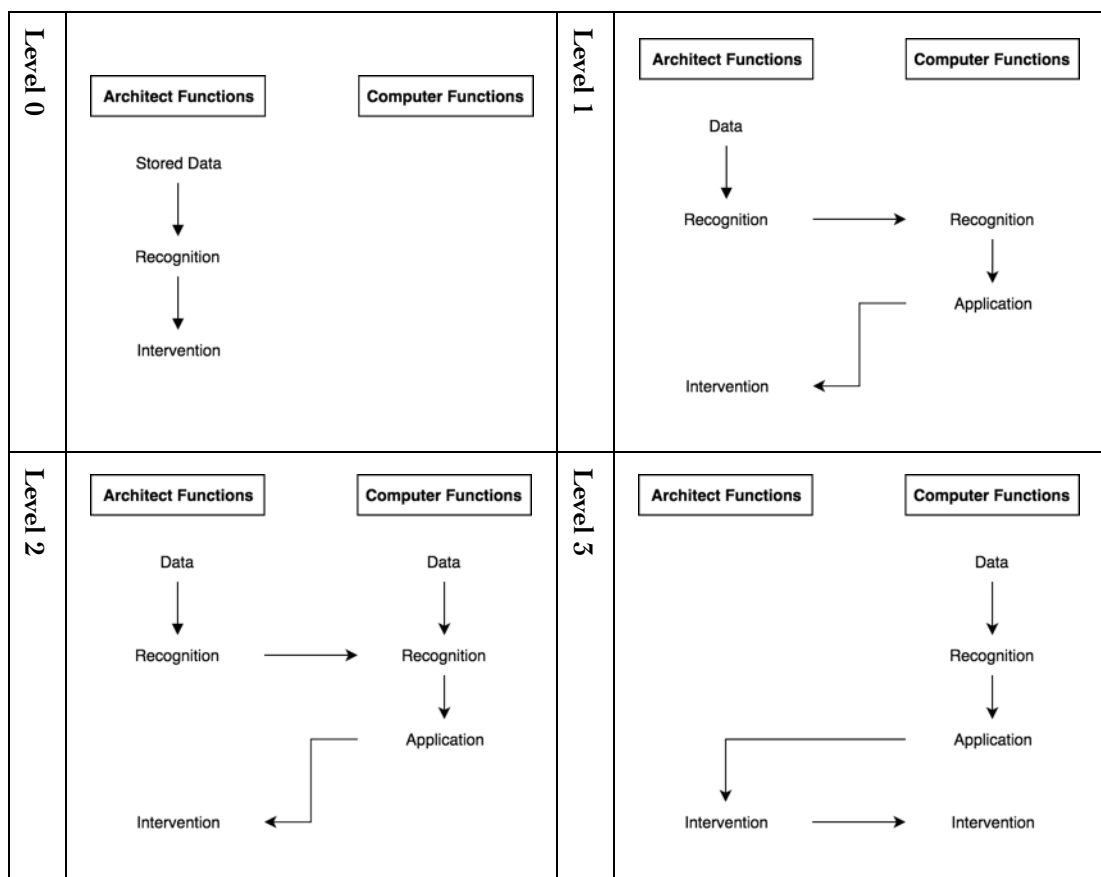 Level 0
Architect Functions
Computer Functions
Stored Data
Recognition
Intervention
Level 1
Architect Functions
Computer Functions
Data
Recognition
Recognition
Application
Intervention
Level 2
Architect Functions
Computer Functions
Data
Data
Recognition
Recognition
Application
Intervention
Level 3
Architect Functions
Computer Functions
Data
Recognition
Application
Intervention
Intervention